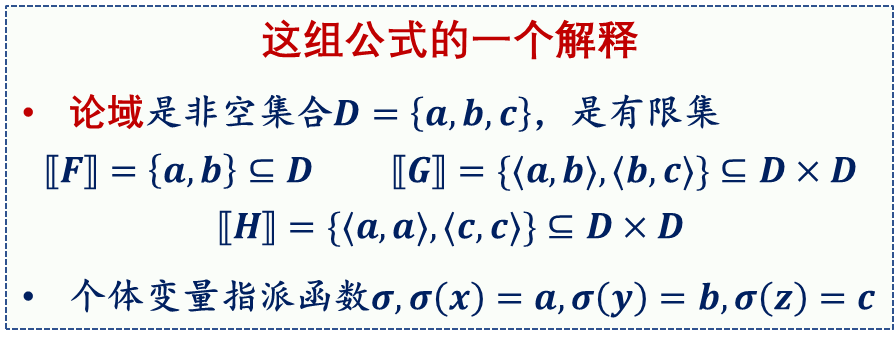 这组公式的一个解释
• 论域是非空集合D = {a, b, c}，是有限集
⟦F⟧ = {a, b} ⊆ D ⟦G⟧ = {⟨a, b⟩, ⟨b, c⟩} ⊆ D × D
⟦H⟧ = {⟨a, a⟩, ⟨c, c⟩} ⊆ D × D
• 个体变量指派函数σ, σ(x) = a, σ(y) = b, σ(z) = c